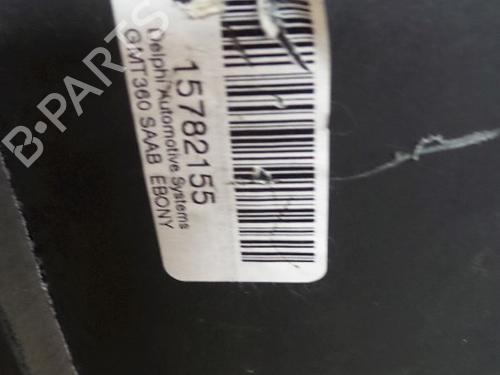 15782155
Delphi Automotive Systems
GMT360 SAAB EBONY
B-PARTS